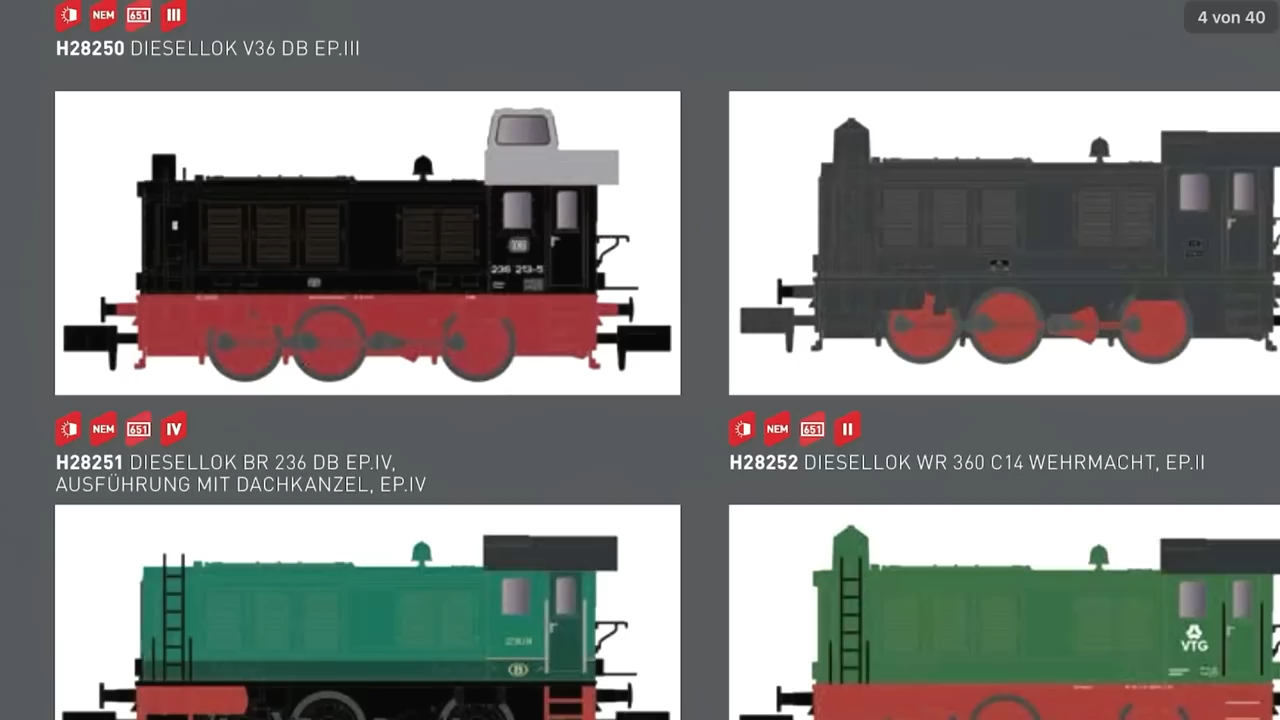 4 von 40
NEM 651 III
H28250 DIESELLOK V36 DB EP.III
DB
236 213-5
NEM 651 IV
NEM 651 II
H28251 DIESELLOK BR 236 DB EP.IV,
AUSFÜHRUNG MIT DACHKANZEL, EP.IV
H28252 DIESELLOK WR 360 C14 WEHRMACHT, EP.II
B
VTG